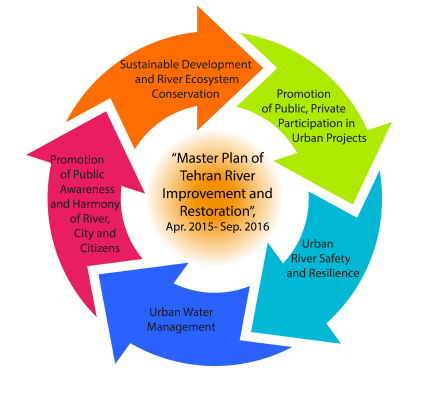 Sustainable Development
and River Ecosystem
Conservation
Promotion
of Public, Private
Participation in
Urban Projects
Urban
River Safety
and Resilience
Urban Water
Management
Promotion
of Public
Awareness
and Harmony
of River,
City and
Citizens
“Master Plan of
Tehran River
Improvement and
Restoration”,
Apr. 2015- Sep. 2016